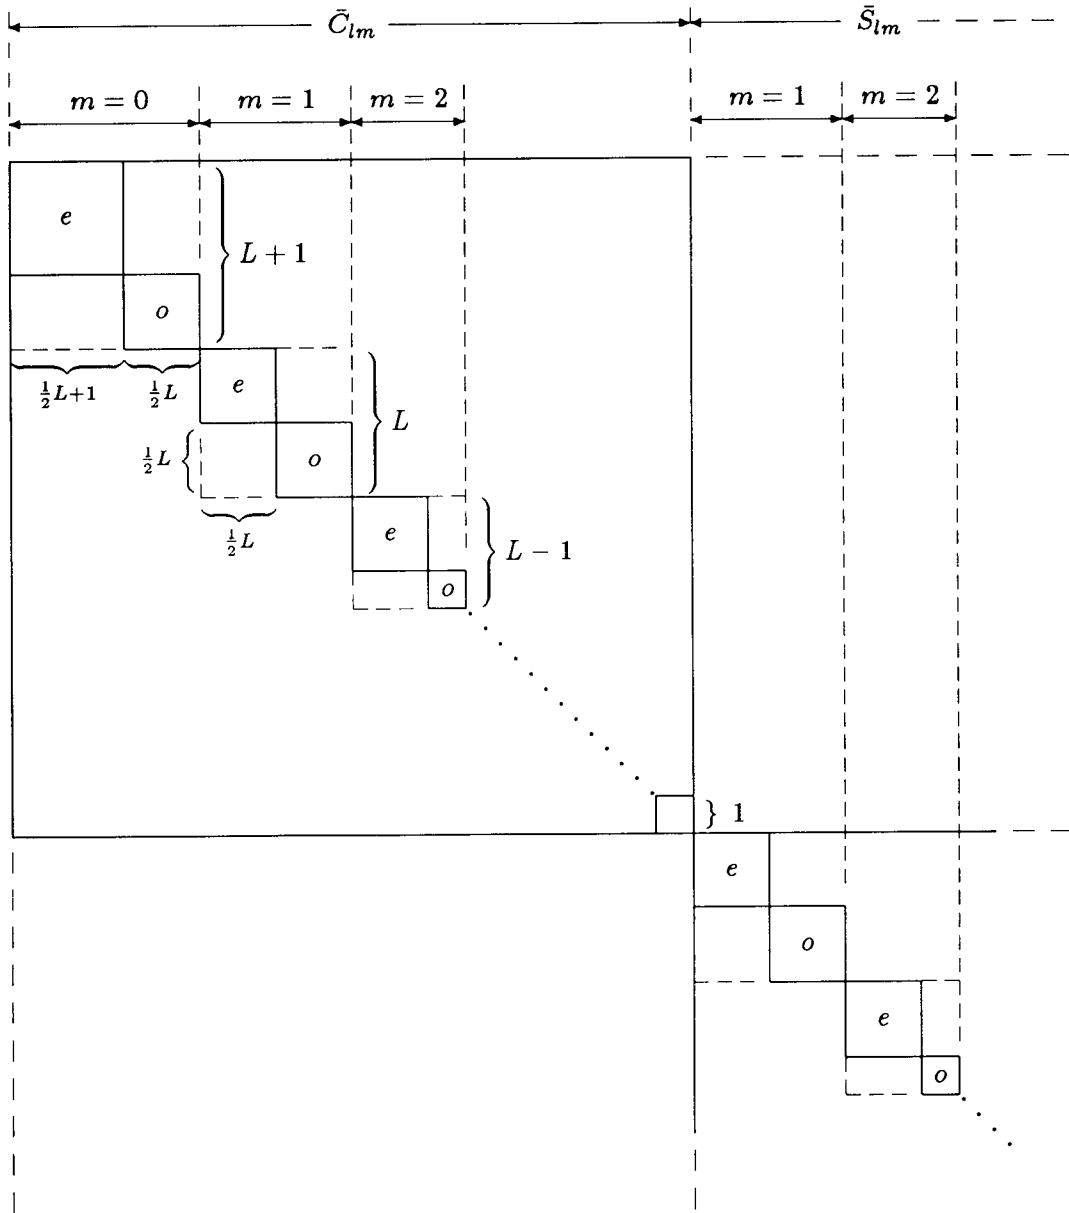 C̄_{lm} S̄_{lm}
m = 0 m = 1 m = 2 m = 1 m = 2
e
L + 1
o
½L+1 ½L
e
L
½L
o
½L
e
L − 1
o
} 1
e
o
e
o